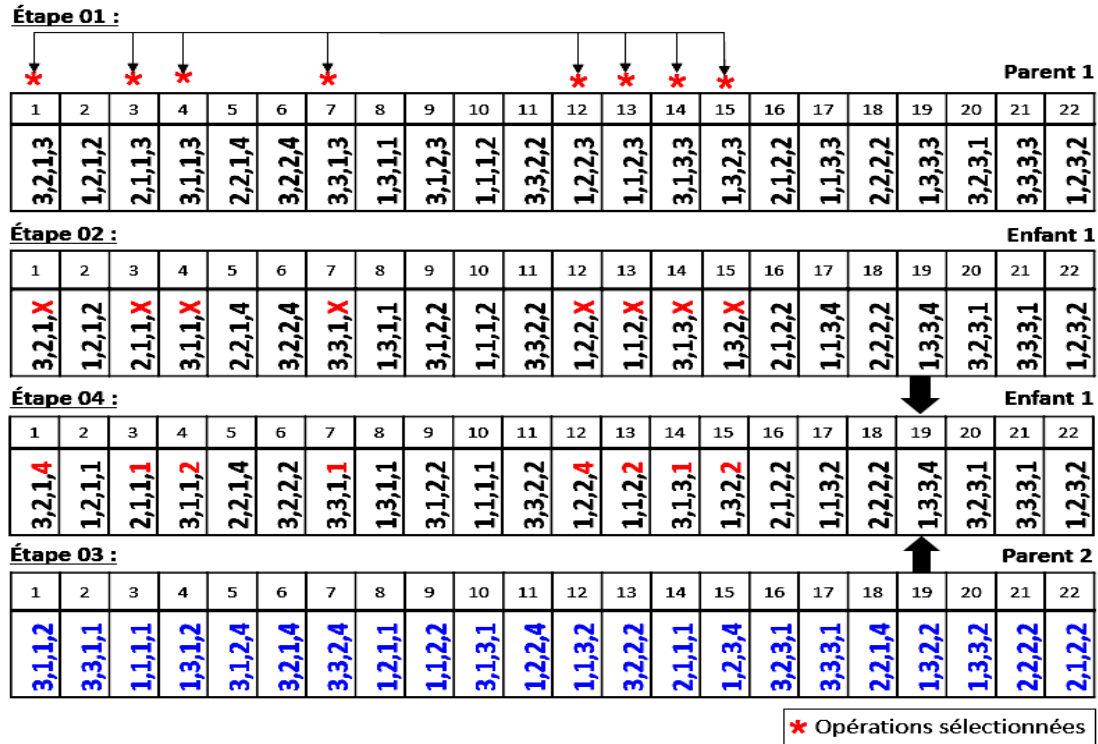 Étape 01 :
* * * * * * * *
Parent 1
1 2 3 4 5 6 7 8 9 10 11 12 13 14 15 16 17 18 19 20 21 22
3,2,1,3 1,2,1,2 2,1,1,3 3,1,1,3 2,2,1,4 3,2,2,4 3,3,1,3 1,3,1,1 3,1,2,3 1,1,1,2 3,3,2,2 1,2,2,3 1,1,2,3 3,1,3,3 1,3,2,3 2,1,2,2 1,1,3,3 2,2,2,2 1,3,3,3 3,2,3,1 3,3,3,3 1,2,3,2
Étape 02 :
Enfant 1
1 2 3 4 5 6 7 8 9 10 11 12 13 14 15 16 17 18 19 20 21 22
3,2,1,X 1,2,1,2 2,1,1,X 3,1,1,X 2,2,1,4 3,2,2,4 3,3,1,X 1,3,1,1 3,1,2,2 1,1,1,2 3,3,2,2 1,2,2,X 1,1,2,X 3,1,3,X 1,3,2,X 2,1,2,2 1,1,3,4 2,2,2,2 1,3,3,4 3,2,3,1 3,3,3,1 1,2,3,2
Étape 04 :
Enfant 1
1 2 3 4 5 6 7 8 9 10 11 12 13 14 15 16 17 18 19 20 21 22
3,2,1,4 1,2,1,1 2,1,1,1 3,1,1,2 2,2,1,4 3,2,2,2 3,3,1,1 1,3,1,1 3,1,2,2 1,1,1,1 3,3,2,2 1,2,2,4 1,1,2,2 3,1,3,1 1,3,2,2 2,1,2,2 1,1,3,2 2,2,2,2 1,3,3,4 3,2,3,1 3,3,3,1 1,2,3,2
Étape 03 :
Parent 2
1 2 3 4 5 6 7 8 9 10 11 12 13 14 15 16 17 18 19 20 21 22
3,1,1,2 3,3,1,1 1,1,1,1 1,3,1,2 3,1,2,4 3,2,1,4 3,3,2,4 1,2,1,1 1,1,2,2 3,1,3,1 1,2,2,4 1,1,3,2 3,2,2,2 2,1,1,1 1,2,3,4 3,2,3,1 3,3,3,1 2,2,1,4 1,3,2,2 1,3,3,2 2,2,2,2 2,1,2,2
* Opérations sélectionnées